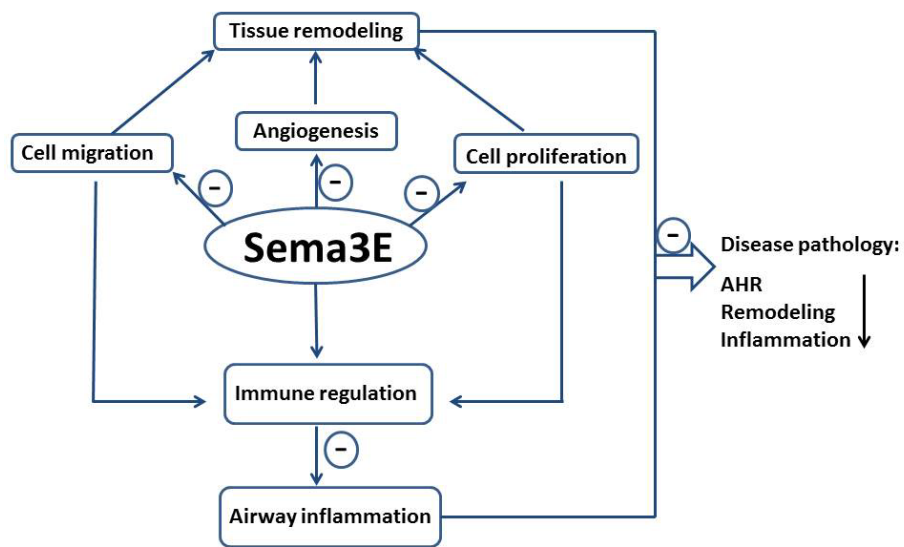 Tissue remodeling
Angiogenesis
Cell migration
Cell proliferation
−
−
−
Sema3E
−
Disease pathology:
AHR
Remodeling
Inflammation
Immune regulation
−
Airway inflammation